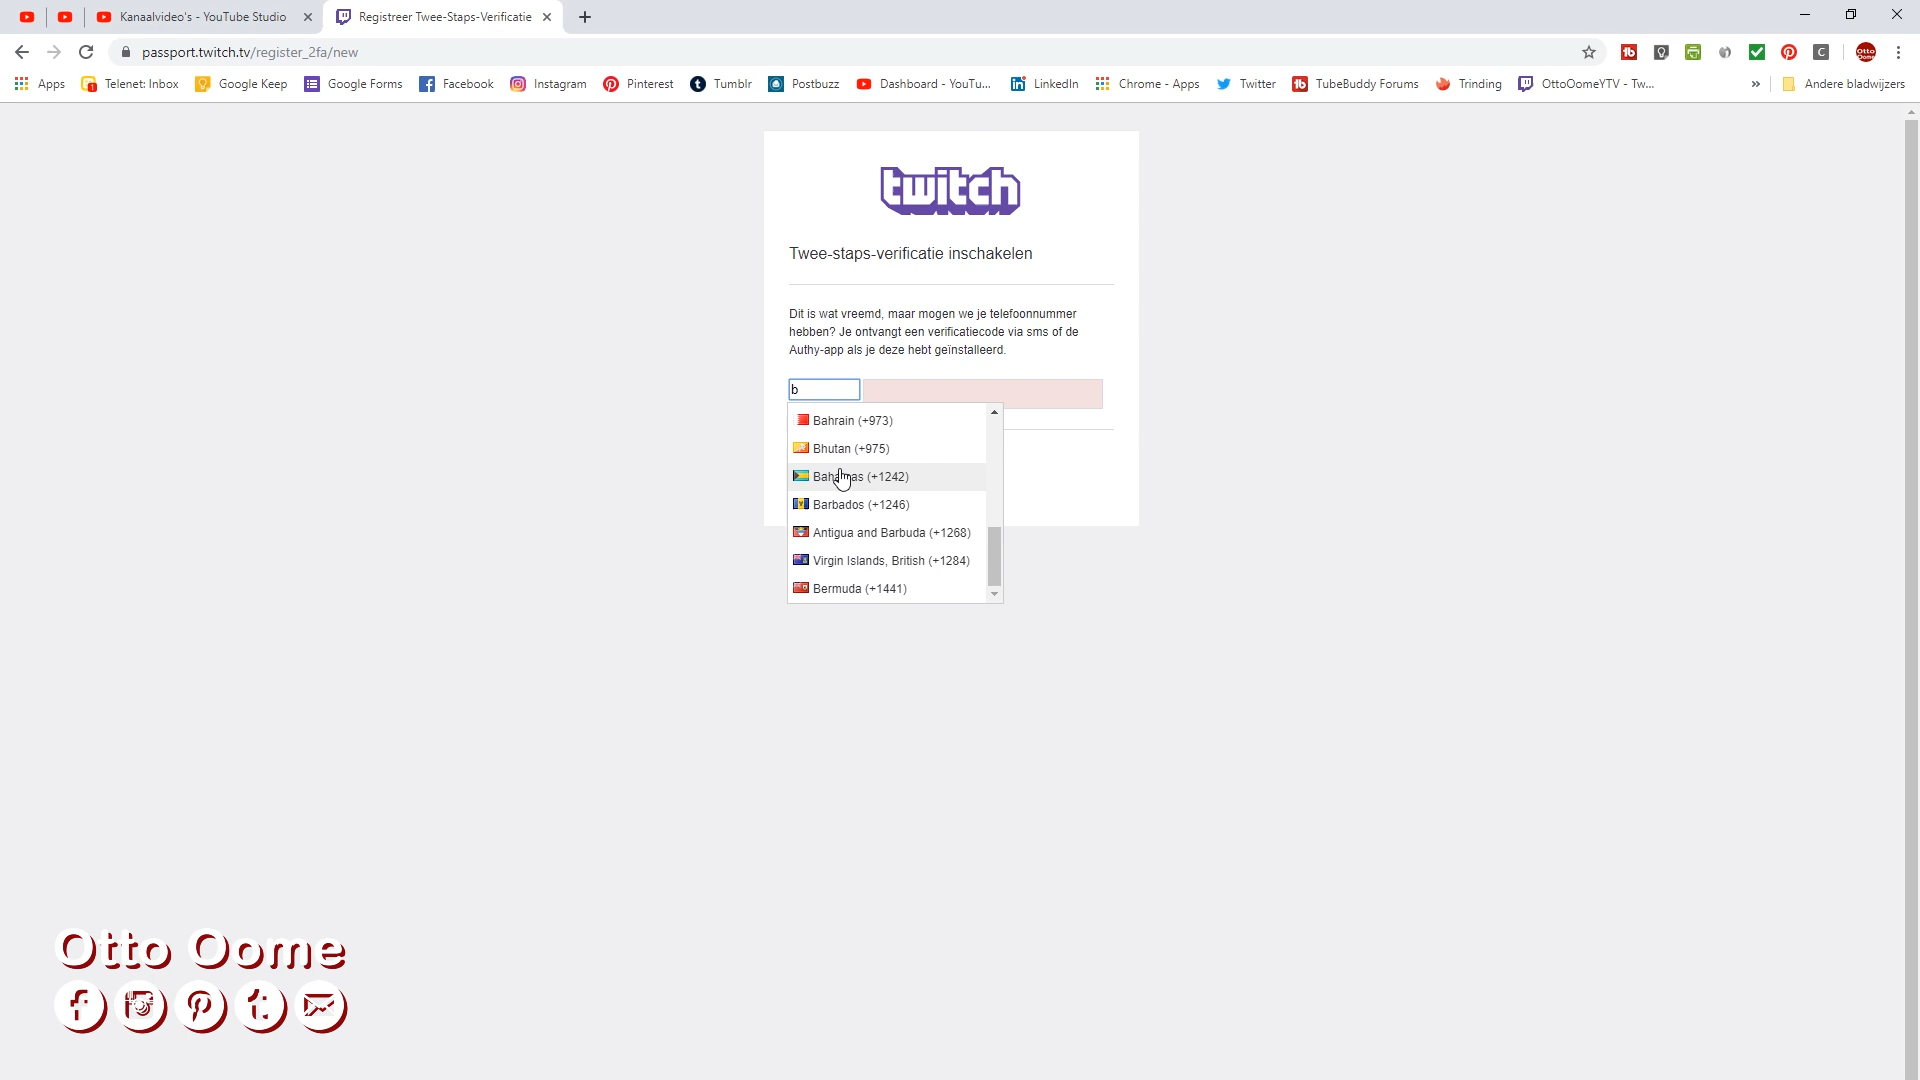 Kanaalvideo's - YouTube Studio
Registreer Twee-Staps-Verificatie
passport.twitch.tv/register_2fa/new
Apps
Telenet: Inbox
Google Keep
Google Forms
Facebook
Instagram
Pinterest
Tumblr
Postbuzz
Dashboard - YouTu...
LinkedIn
Chrome - Apps
Twitter
TubeBuddy Forums
Trinding
OttoOomeYTV - Tw...
»
Andere bladwijzers
twitch
Twee-staps-verificatie inschakelen
Dit is wat vreemd, maar mogen we je telefoonnummer
hebben? Je ontvangt een verificatiecode via sms of de
Authy-app als je deze hebt geïnstalleerd.
b
Bahrain (+973)
Bhutan (+975)
Bahamas (+1242)
Barbados (+1246)
Antigua and Barbuda (+1268)
Virgin Islands, British (+1284)
Bermuda (+1441)
Otto Oome